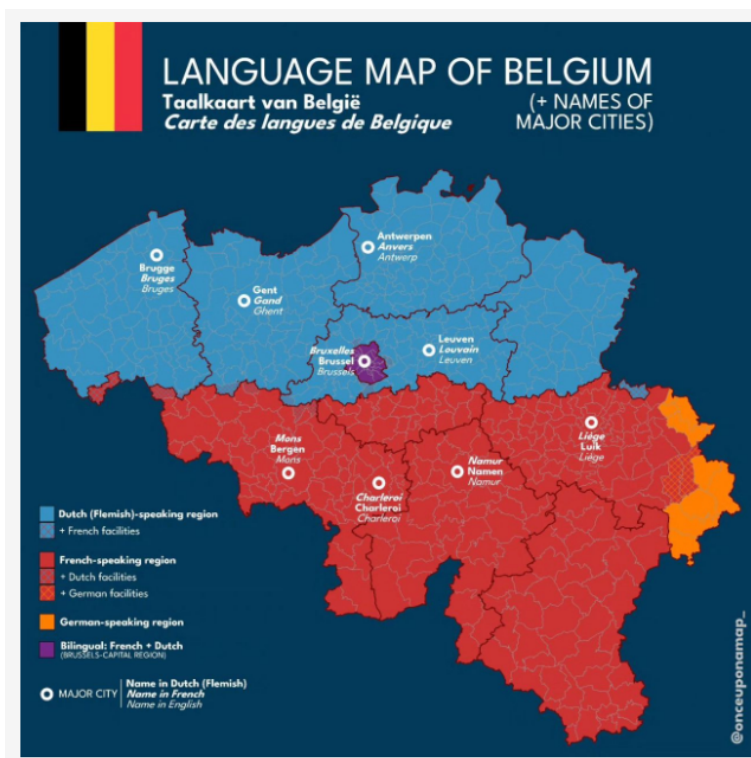 LANGUAGE MAP OF BELGIUM
Taalkaart van België
Carte des langues de Belgique
(+ NAMES OF
MAJOR CITIES)
Antwerpen
Anvers
Antwerp
Brugge
Bruges
Bruges
Gent
Gand
Ghent
Leuven
Louvain
Leuven
Bruxelles
Brussel
Brussels
Liége
Luik
Liége
Mons
Bergen
Mons
Namur
Namen
Namur
Charleroi
Charleroi
Charleroi
Dutch (Flemish)-speaking region
+ French facilities
French-speaking region
+ Dutch facilities
+ German facilities
German-speaking region
Bilingual: French + Dutch
(BRUSSELS-CAPITAL REGION)
MAJOR CITY
Name in Dutch (Flemish)
Name in French
Name in English
@onceuponamap_